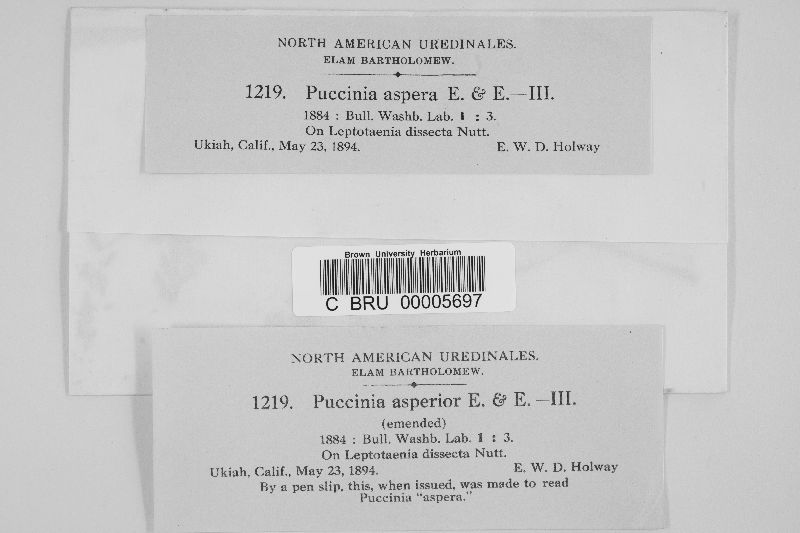 NORTH AMERICAN UREDINALES.
ELAM BARTHOLOMEW.
1219. Puccinia aspera E. & E.—III.
1884 : Bull. Washb. Lab. 1 : 3.
On Leptotaenia dissecta Nutt.
Ukiah, Calif., May 23, 1894. E. W. D. Holway
Brown University Herbarium
C BRU 00005697
NORTH AMERICAN UREDINALES.
ELAM BARTHOLOMEW.
1219. Puccinia asperior E. & E.—III.
(emended)
1884 : Bull. Washb. Lab. 1 : 3.
On Leptotaenia dissecta Nutt.
Ukiah, Calif., May 23, 1894. E. W. D. Holway
By a pen slip, this, when issued, was made to read
Puccinia "aspera."